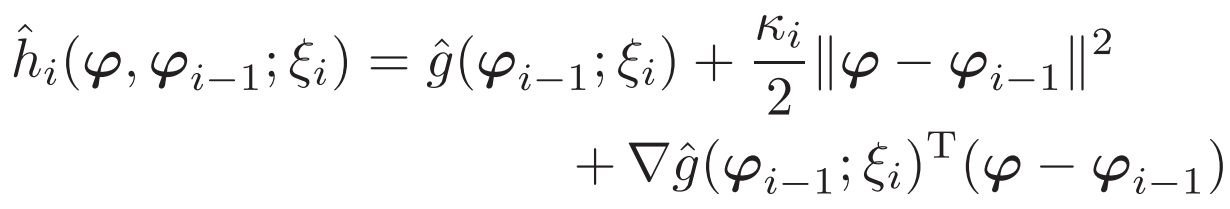 ĥ_i(𝝋, 𝝋_{i−1}; ξ_i) = ĝ(𝝋_{i−1}; ξ_i) + κ_i/2 ‖𝝋 − 𝝋_{i−1}‖²
+ ∇ĝ(𝝋_{i−1}; ξ_i)ᵀ(𝝋 − 𝝋_{i−1})